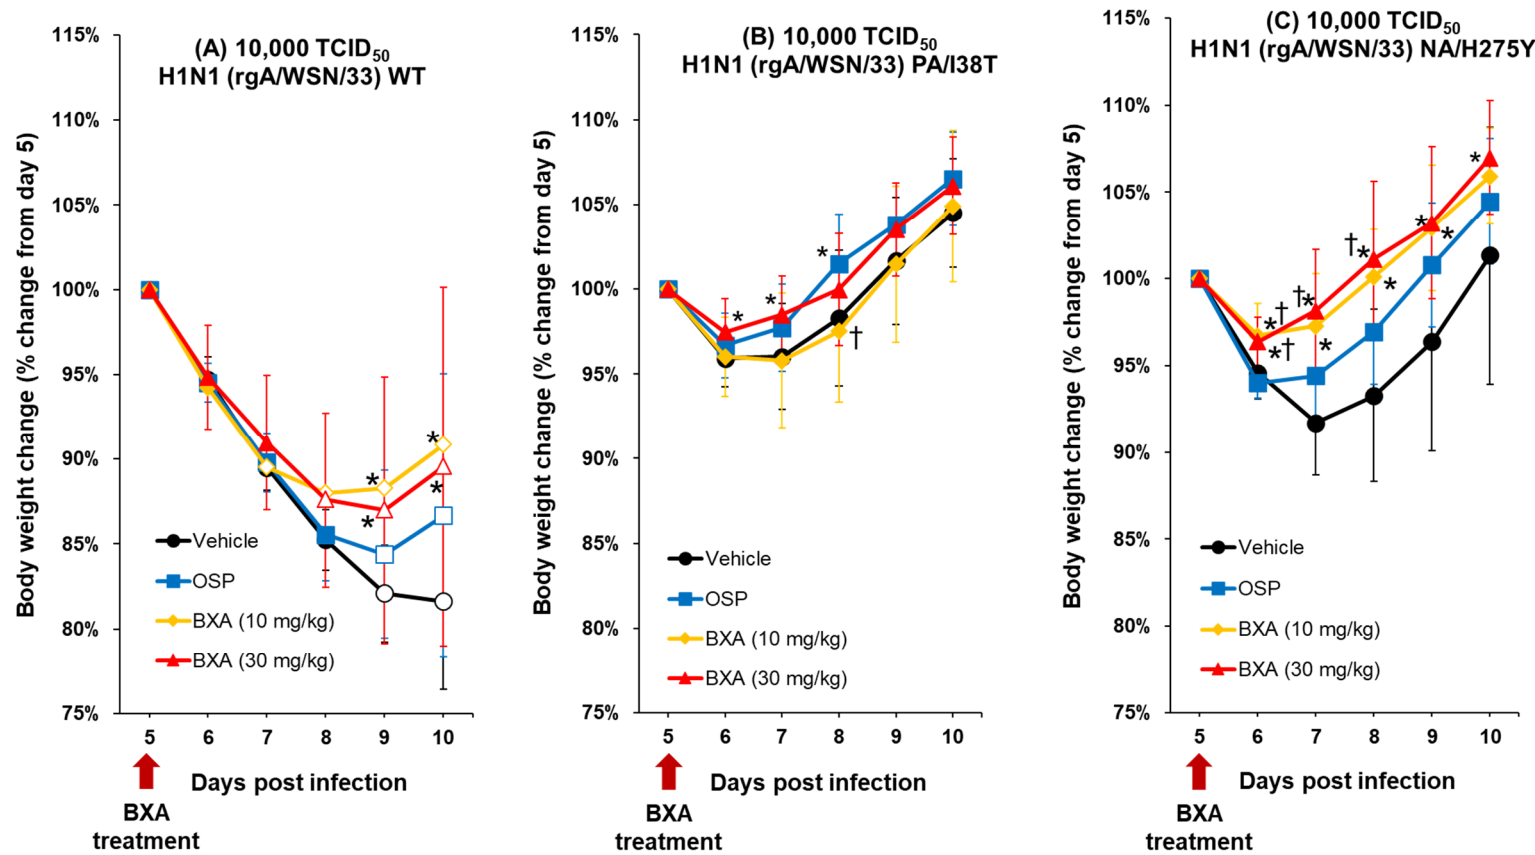 (A) 10,000 TCID50
H1N1 (rgA/WSN/33) WT
Body weight change (% change from day 5)
115%
110%
105%
100%
95%
90%
85%
80%
75%
*
*
*
*
Vehicle
OSP
BXA (10 mg/kg)
BXA (30 mg/kg)
5 6 7 8 9 10
Days post infection
BXA
treatment
(B) 10,000 TCID50
H1N1 (rgA/WSN/33) PA/I38T
Body weight change (% change from day 5)
115%
110%
105%
100%
95%
90%
85%
80%
75%
*
*
*
†
Vehicle
OSP
BXA (10 mg/kg)
BXA (30 mg/kg)
5 6 7 8 9 10
Days post infection
BXA
treatment
(C) 10,000 TCID50
H1N1 (rgA/WSN/33) NA/H275Y
Body weight change (% change from day 5)
115%
110%
105%
100%
95%
90%
85%
80%
75%
*
* *
†*
*
†*
*†
*†
*
Vehicle
OSP
BXA (10 mg/kg)
BXA (30 mg/kg)
5 6 7 8 9 10
Days post infection
BXA
treatment